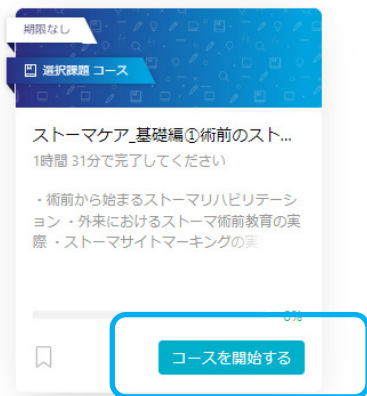 期限なし
選択課題 コース
ストーマケア_基礎編①術前のスト...
1時間 31分で完了してください
・術前から始まるストーマリハビリテーシ
ョン ・外来におけるストーマ術前教育の実
際 ・ストーマサイトマーキングの実
0%
コースを開始する